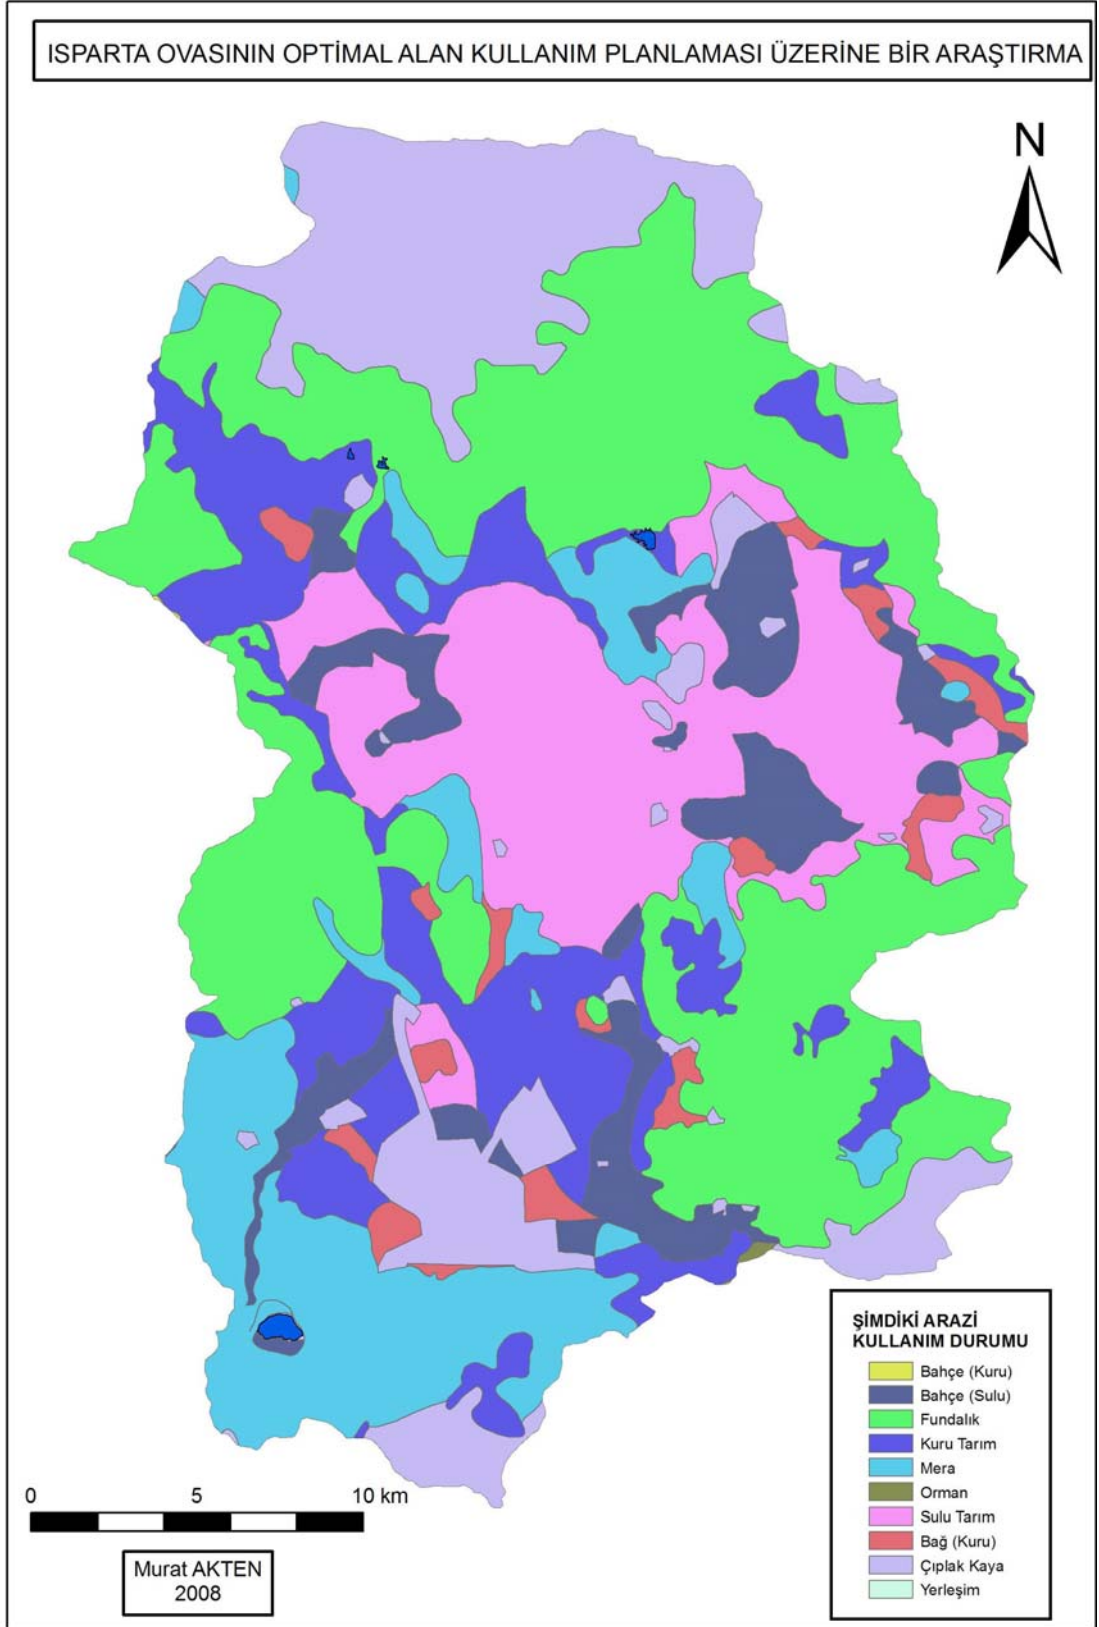 ISPARTA OVASININ OPTİMAL ALAN KULLANIM PLANLAMASI ÜZERİNE BİR ARAŞTIRMA
N
ŞİMDİKİ ARAZİ
KULLANIM DURUMU
Bahçe (Kuru)
Bahçe (Sulu)
Fundalık
Kuru Tarım
Mera
Orman
Sulu Tarım
Bağ (Kuru)
Çıplak Kaya
Yerleşim
0 5 10 km
Murat AKTEN
2008